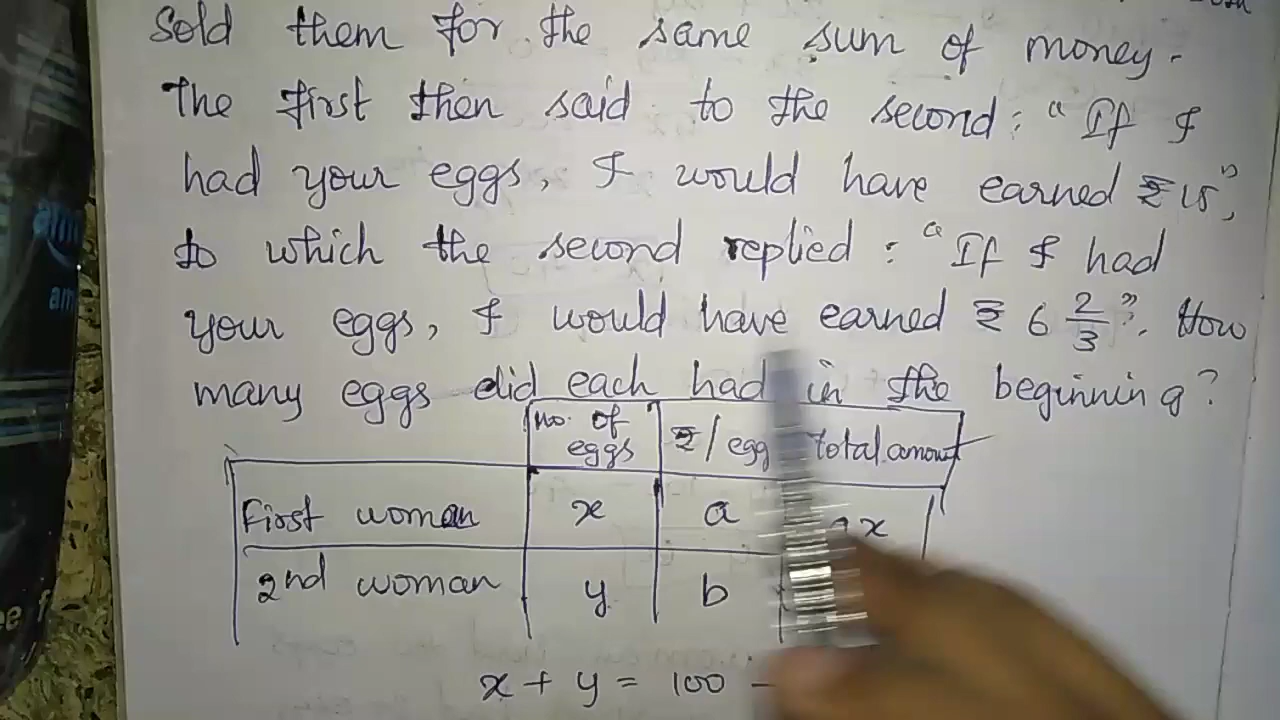 Sold them for the same sum of money.
The first then said to the second: "If I
had your eggs, I would have earned ₹ 15",
to which the second replied: "If I had
your eggs, I would have earned ₹ 6 2/3". How
many eggs did each had in the beginning?
no. of eggs ₹/egg total amount
First woman x a x
2nd woman y b
x + y = 100 -